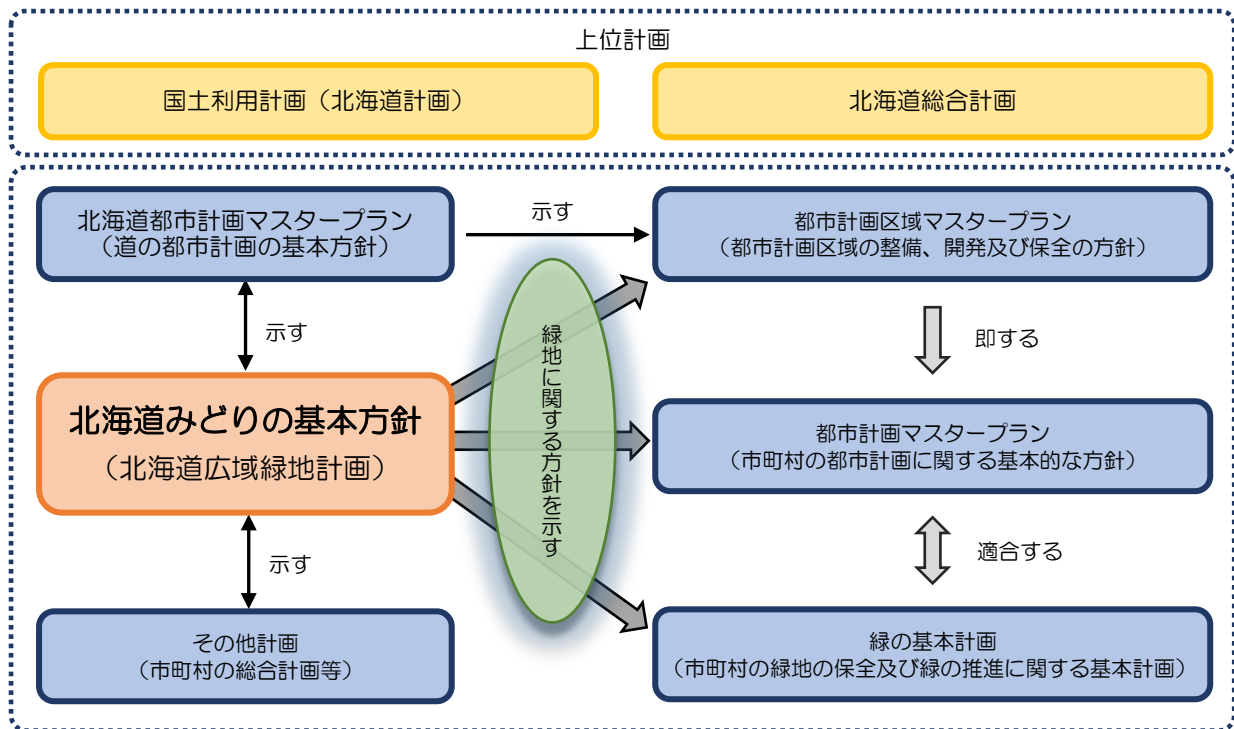 上位計画
国土利用計画（北海道計画）
北海道総合計画
北海道都市計画マスタープラン
（道の都市計画の基本方針）
示す
都市計画区域マスタープラン
（都市計画区域の整備、開発及び保全の方針）
示す
即する
緑地に関する方針を示す
北海道みどりの基本方針
（北海道広域緑地計画）
都市計画マスタープラン
（市町村の都市計画に関する基本的な方針）
示す
適合する
その他計画
（市町村の総合計画等）
緑の基本計画
（市町村の緑地の保全及び緑の推進に関する基本計画）